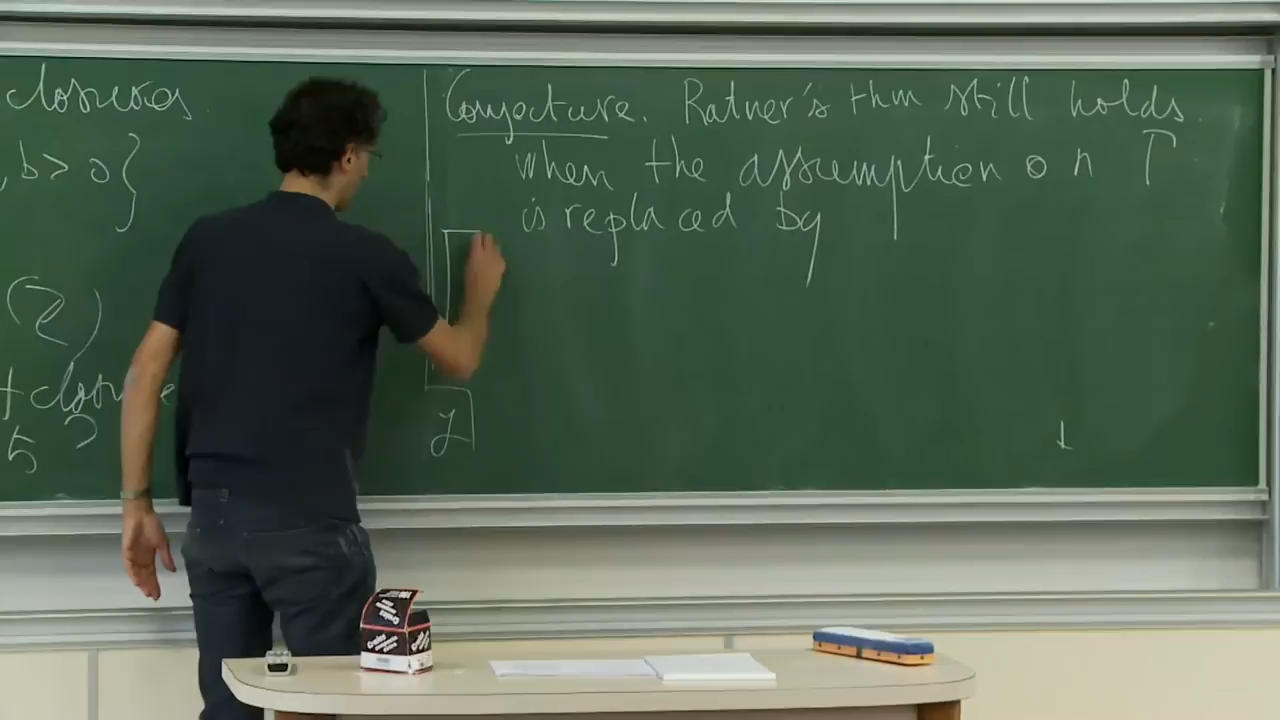 closures
, b > 0 }
(2)
closure
5 ?
Conjecture. Ratner's thm still holds
when the assumption on Γ
is replaced by